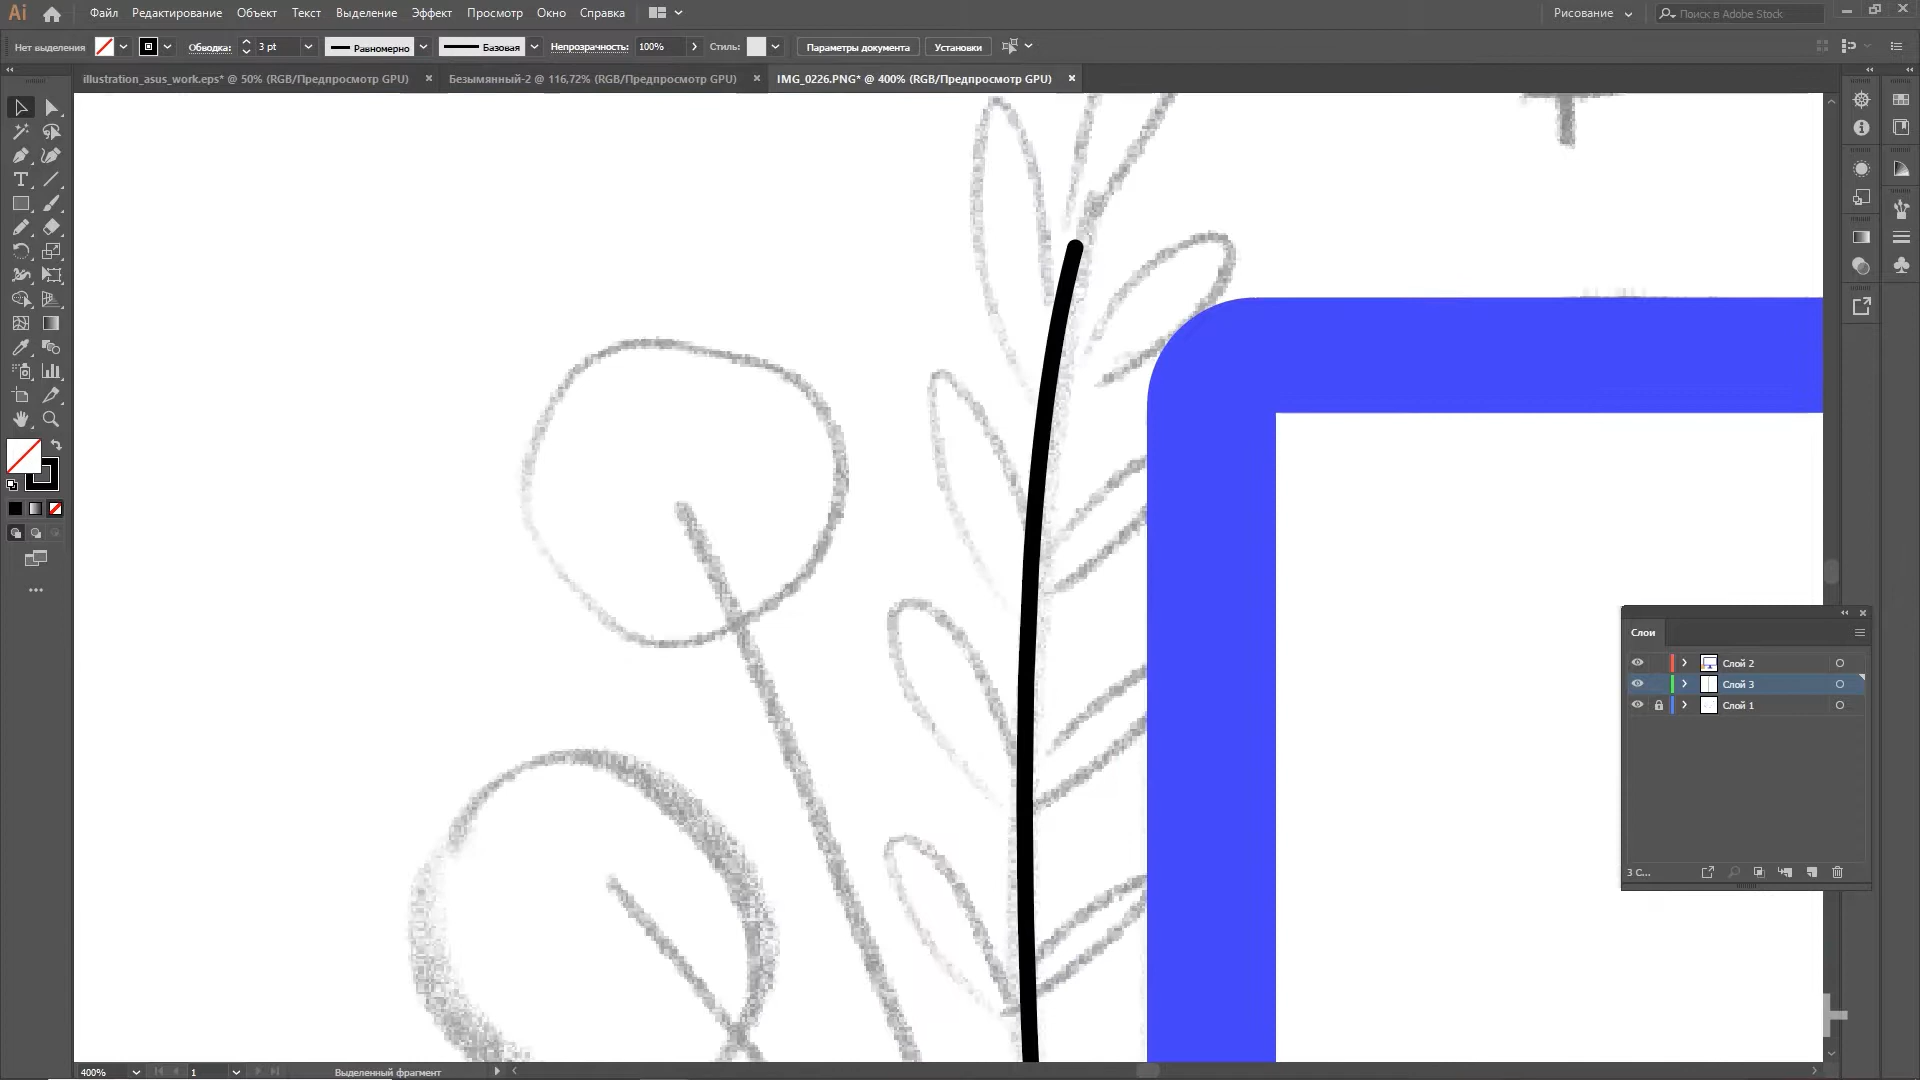 Ai Файл Редактирование Объект Текст Выделение Эффект Просмотр Окно Справка Рисование Поиск в Adobe Stock
Нет выделения Обводка: 3 pt Равномерно Базовая Непрозрачность: 100% Стиль: Параметры документа Установки
illustration_asus_work.eps* @ 50% (RGB/Предпросмотр GPU) Безымянный-2 @ 116,72% (RGB/Предпросмотр GPU) IMG_0226.PNG* @ 400% (RGB/Предпросмотр GPU)
Слои
Слой 2
Слой 3
Слой 1
3 С...
400% 1 Выделенный фрагмент